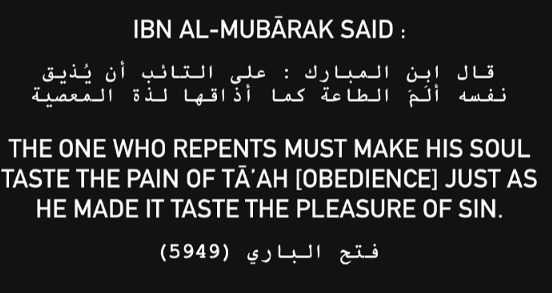 IBN AL-MUBĀRAK SAID :
قال ابن المبارك : على التائب أن يُذيق
نفسه ألَمَ الطاعة كما أذاقها لذة المعصية
THE ONE WHO REPENTS MUST MAKE HIS SOUL
TASTE THE PAIN OF TĀ'AH [OBEDIENCE] JUST AS
HE MADE IT TASTE THE PLEASURE OF SIN.
فتح الباري (5949)